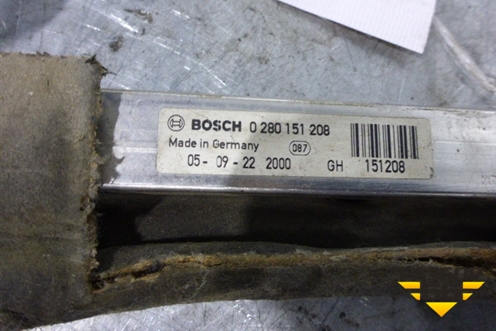 BOSCH 0 280 151 208
Made in Germany 087
05- 09- 22 2000 GH 151208